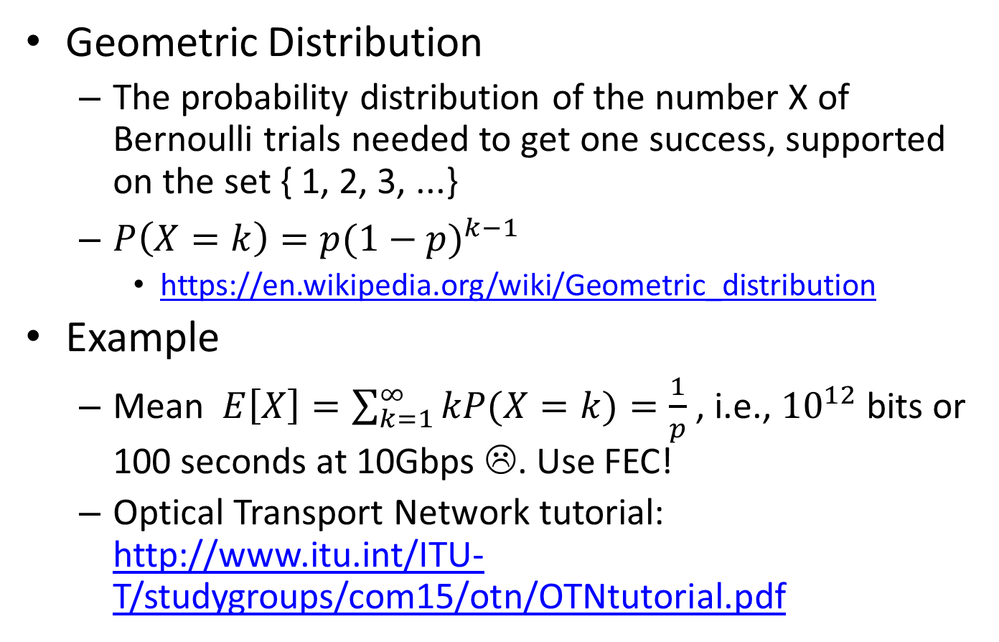 • Geometric Distribution
– The probability distribution of the number X of
Bernoulli trials needed to get one success, supported
on the set { 1, 2, 3, ...}
– P(X = k) = p(1 − p)^{k−1}
• https://en.wikipedia.org/wiki/Geometric_distribution
• Example
– Mean E[X] = ∑_{k=1}^{∞} kP(X = k) = \frac{1}{p}, i.e., 10^{12} bits or
100 seconds at 10Gbps ☹. Use FEC!
– Optical Transport Network tutorial:
http://www.itu.int/ITU-
T/studygroups/com15/otn/OTNtutorial.pdf